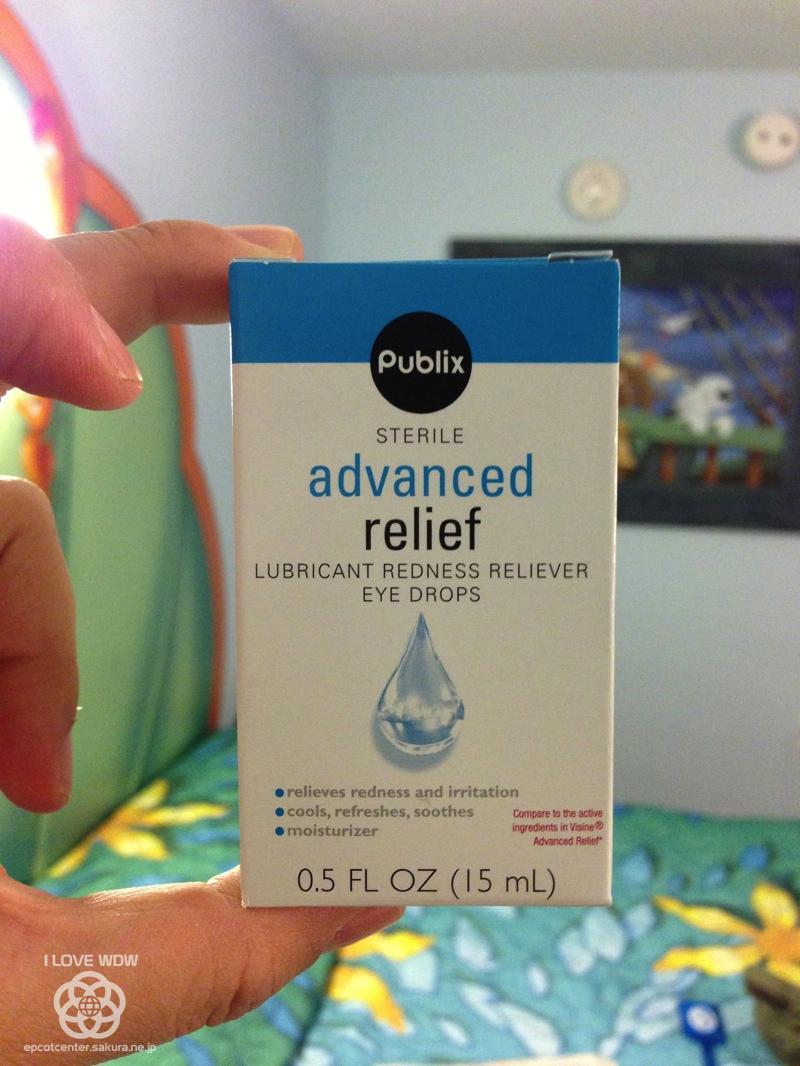 Publix
STERILE
advanced
relief
LUBRICANT REDNESS RELIEVER
EYE DROPS
relieves redness and irritation
cools, refreshes, soothes
moisturizer
Compare to the active
ingredients in Visine®
Advanced Relief*
0.5 FL OZ (15 mL)
I LOVE WDW
epcotcenter.sakura.ne.jp